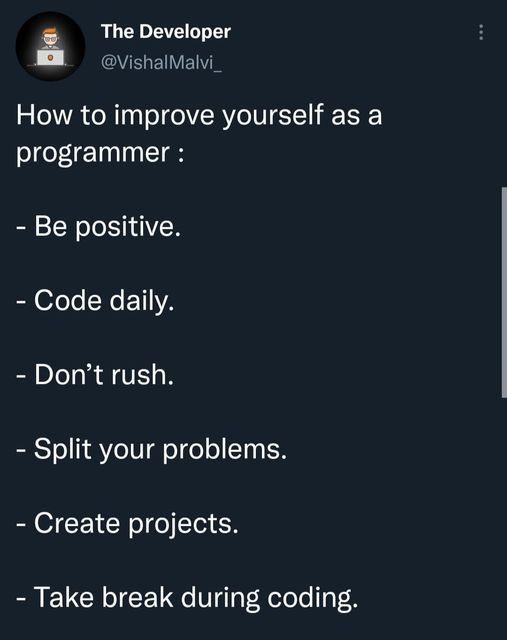 The Developer
@VishalMalvi_
How to improve yourself as a
programmer :
- Be positive.
- Code daily.
- Don’t rush.
- Split your problems.
- Create projects.
- Take break during coding.